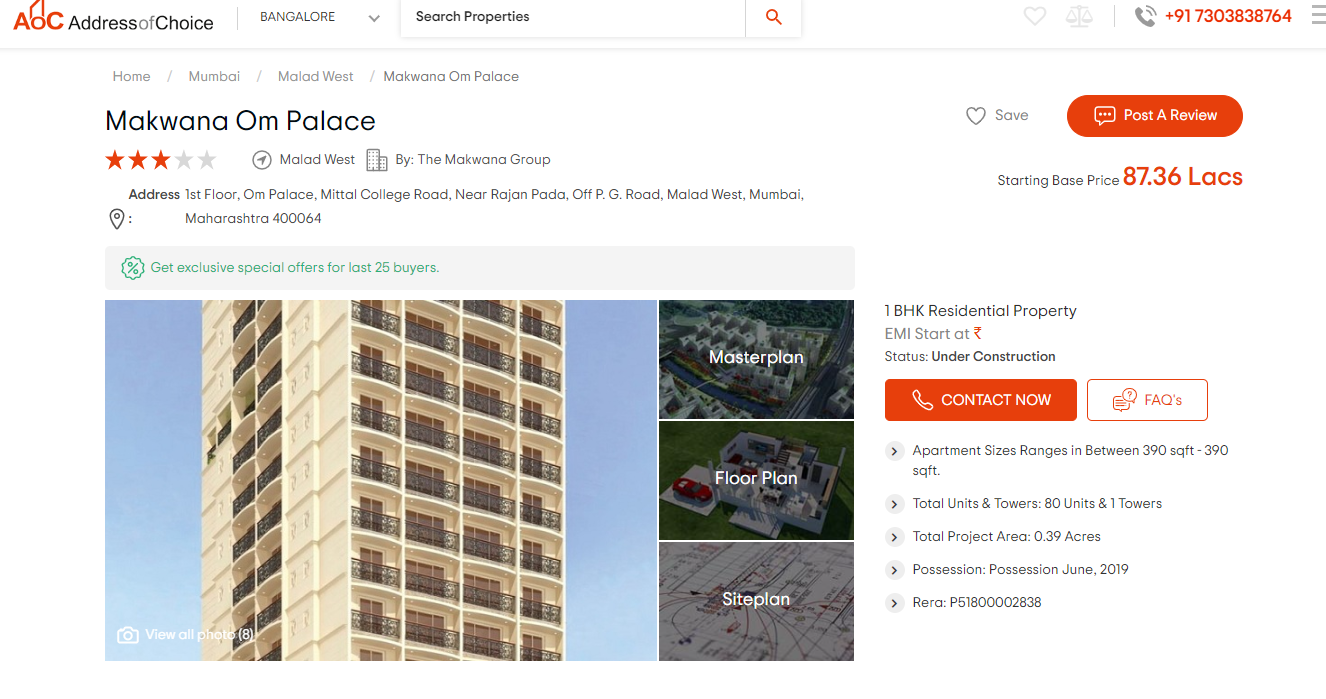 AOC AddressofChoice
BANGALORE
Search Properties
+91 7303838764
Home / Mumbai / Malad West / Makwana Om Palace
Makwana Om Palace
Save
Post A Review
Malad West
By: The Makwana Group
Starting Base Price 87.36 Lacs
Address : 1st Floor, Om Palace, Mittal College Road, Near Rajan Pada, Off P. G. Road, Malad West, Mumbai,
Maharashtra 400064
Get exclusive special offers for last 25 buyers.
Masterplan
Floor Plan
Siteplan
View all photo (8)
1 BHK Residential Property
EMI Start at ₹
Status: Under Construction
CONTACT NOW
FAQ's
Apartment Sizes Ranges in Between 390 sqft - 390
sqft.
Total Units & Towers: 80 Units & 1 Towers
Total Project Area: 0.39 Acres
Possession: Possession June, 2019
Rera: P51800002838